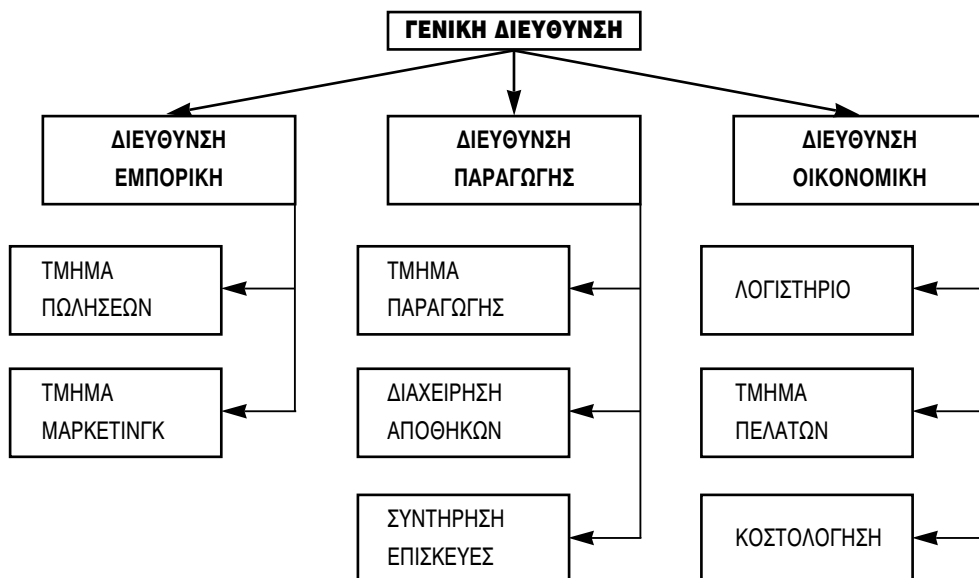 ΓΕΝΙΚΗ ΔΙΕΥΘΥΝΣΗ
ΔΙΕΥΘΥΝΣΗ
ΕΜΠΟΡΙΚΗ
ΔΙΕΥΘΥΝΣΗ
ΠΑΡΑΓΩΓΗΣ
ΔΙΕΥΘΥΝΣΗ
ΟΙΚΟΝΟΜΙΚΗ
ΤΜΗΜΑ
ΠΩΛΗΣΕΩΝ
ΤΜΗΜΑ
ΠΑΡΑΓΩΓΗΣ
ΛΟΓΙΣΤΗΡΙΟ
ΤΜΗΜΑ
ΜΑΡΚΕΤΙΝΓΚ
ΔΙΑΧΕΙΡΗΣΗ
ΑΠΟΘΗΚΩΝ
ΤΜΗΜΑ
ΠΕΛΑΤΩΝ
ΣΥΝΤΗΡΗΣΗ
ΕΠΙΣΚΕΥΕΣ
ΚΟΣΤΟΛΟΓΗΣΗ